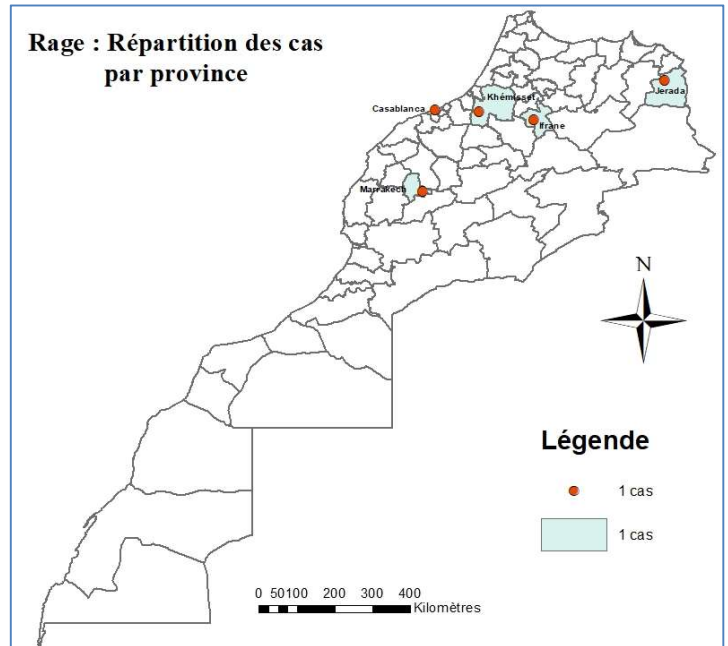 Rage : Répartition des cas
par province
Khémisset
Jerada
Casablanca
Ifrane
Marrakech
N
Légende
1 cas
1 cas
0 50100 200 300 400
Kilomètres